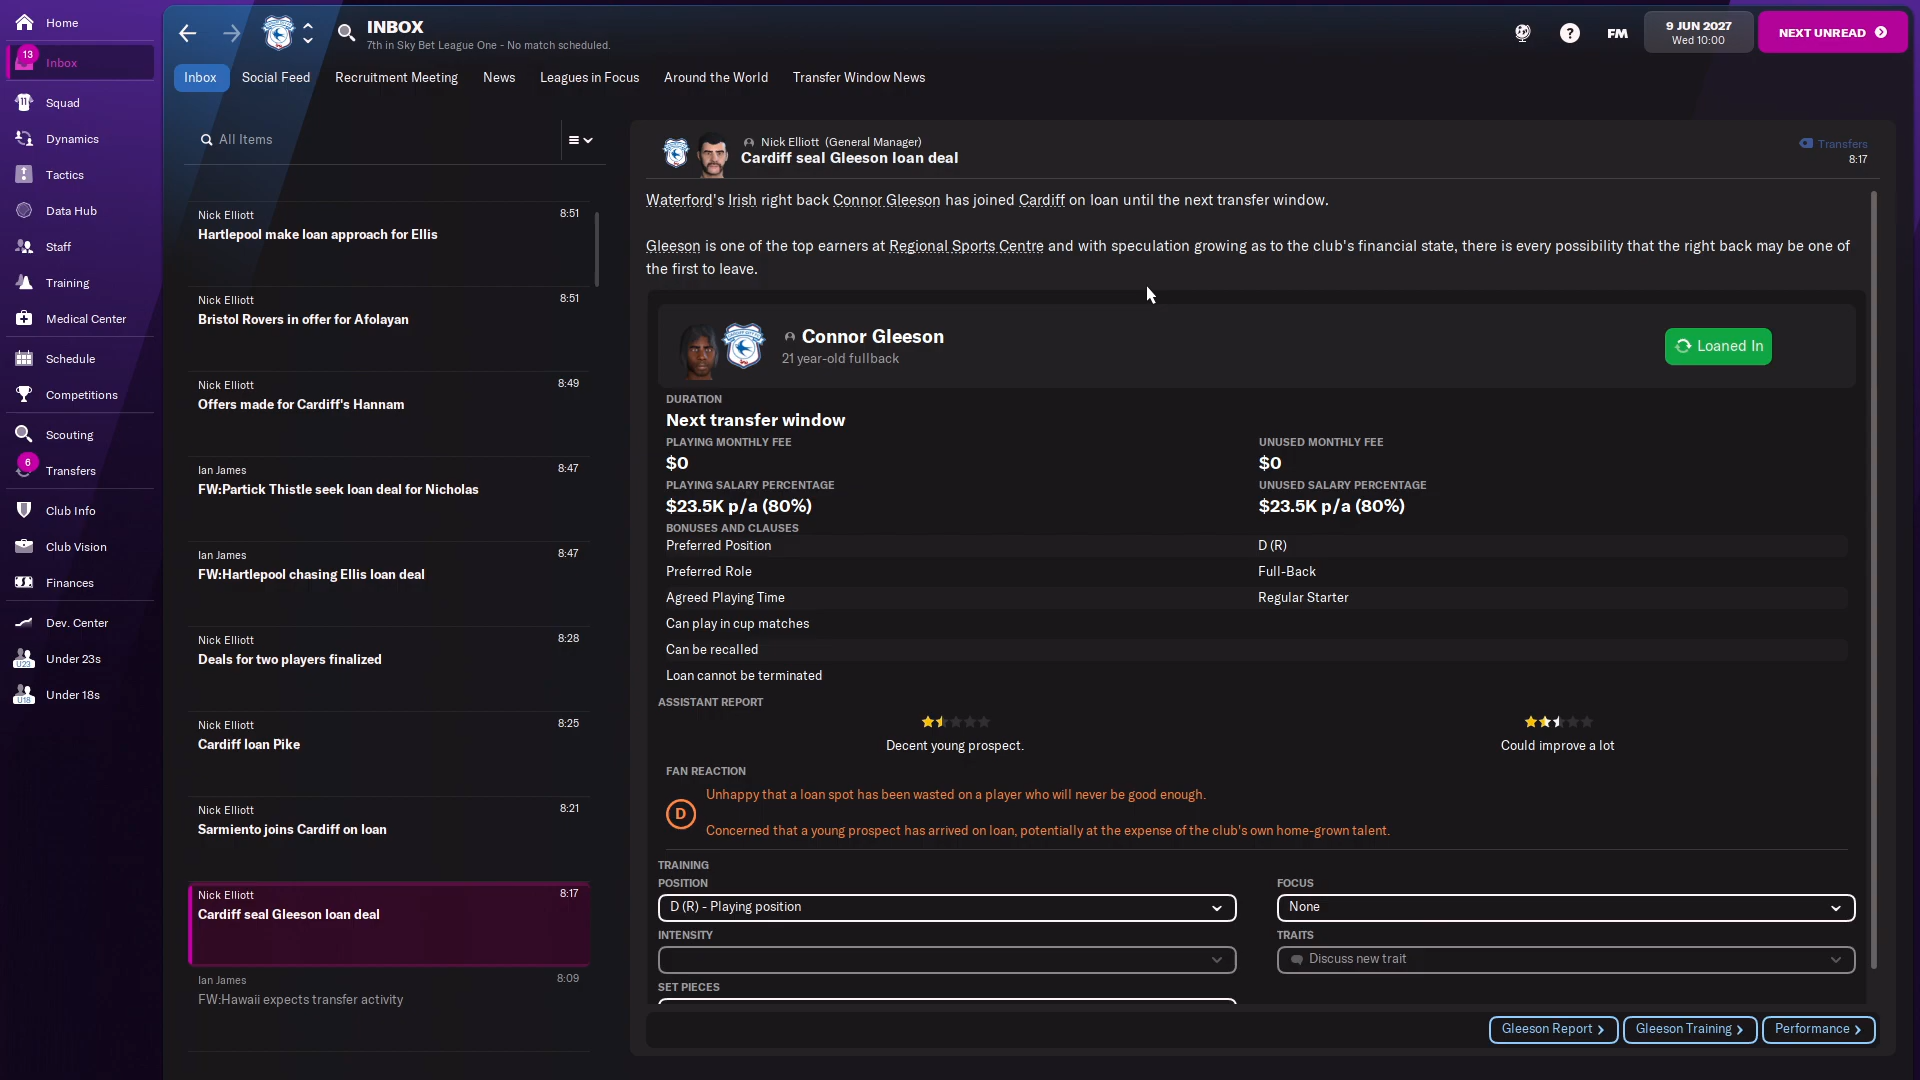 Home
13
Inbox
Squad
Dynamics
Tactics
Data Hub
Staff
Training
Medical Center
Schedule
Competitions
Scouting
6
Transfers
Club Info
Club Vision
Finances
Dev. Center
U23
Under 23s
U18
Under 18s
INBOX
7th in Sky Bet League One - No match scheduled.
?
FM
9 JUN 2027
Wed 10:00
NEXT UNREAD
Inbox
Social Feed
Recruitment Meeting
News
Leagues in Focus
Around the World
Transfer Window News
All Items
Nick Elliott
8:51
Hartlepool make loan approach for Ellis
Nick Elliott
8:51
Bristol Rovers in offer for Afolayan
Nick Elliott
8:49
Offers made for Cardiff's Hannam
Ian James
8:47
FW:Partick Thistle seek loan deal for Nicholas
Ian James
8:47
FW:Hartlepool chasing Ellis loan deal
Nick Elliott
8:28
Deals for two players finalized
Nick Elliott
8:25
Cardiff loan Pike
Nick Elliott
8:21
Sarmiento joins Cardiff on loan
Nick Elliott
8:17
Cardiff seal Gleeson loan deal
Ian James
8:09
FW:Hawaii expects transfer activity
Nick Elliott (General Manager)
Cardiff seal Gleeson loan deal
Transfers
8:17
Waterford's Irish right back Connor Gleeson has joined Cardiff on loan until the next transfer window.
Gleeson is one of the top earners at Regional Sports Centre and with speculation growing as to the club's financial state, there is every possibility that the right back may be one of
the first to leave.
Connor Gleeson
21 year-old fullback
Loaned In
DURATION
Next transfer window
PLAYING MONTHLY FEE
UNUSED MONTHLY FEE
$0
$0
PLAYING SALARY PERCENTAGE
UNUSED SALARY PERCENTAGE
$23.5K p/a (80%)
$23.5K p/a (80%)
BONUSES AND CLAUSES
Preferred Position
D (R)
Preferred Role
Full-Back
Agreed Playing Time
Regular Starter
Can play in cup matches
Can be recalled
Loan cannot be terminated
ASSISTANT REPORT
Decent young prospect.
Could improve a lot
FAN REACTION
D
Unhappy that a loan spot has been wasted on a player who will never be good enough.
Concerned that a young prospect has arrived on loan, potentially at the expense of the club's own home-grown talent.
TRAINING
POSITION
FOCUS
D (R) - Playing position
None
INTENSITY
TRAITS
Discuss new trait
SET PIECES
Gleeson Report
Gleeson Training
Performance